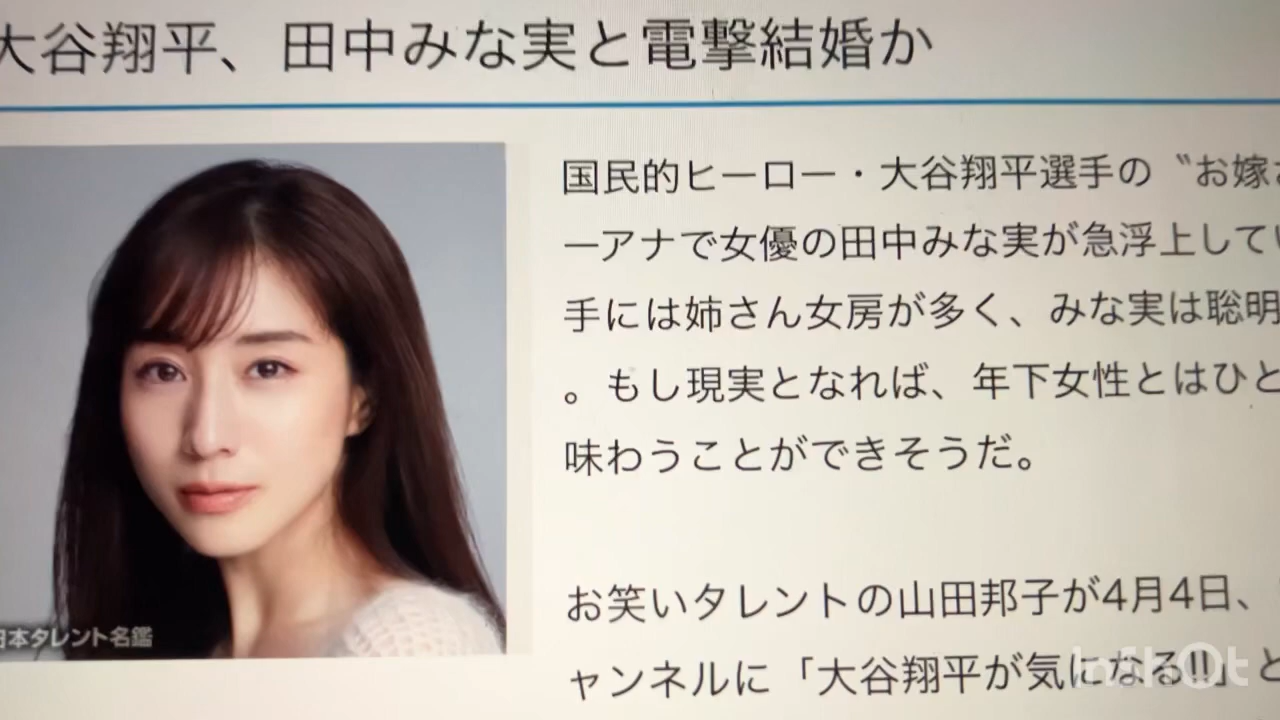 大谷翔平、田中みな実と電撃結婚か
国民的ヒーロー・大谷翔平選手の〝お嫁さ
ーアナで女優の田中みな実が急浮上してい
手には姉さん女房が多く、みな実は聡明
。もし現実となれば、年下女性とはひと
味わうことができそうだ。
お笑いタレントの山田邦子が4月4日、
ャンネルに「大谷翔平が気になる!!」と
日本タレント名鑑
InShOt